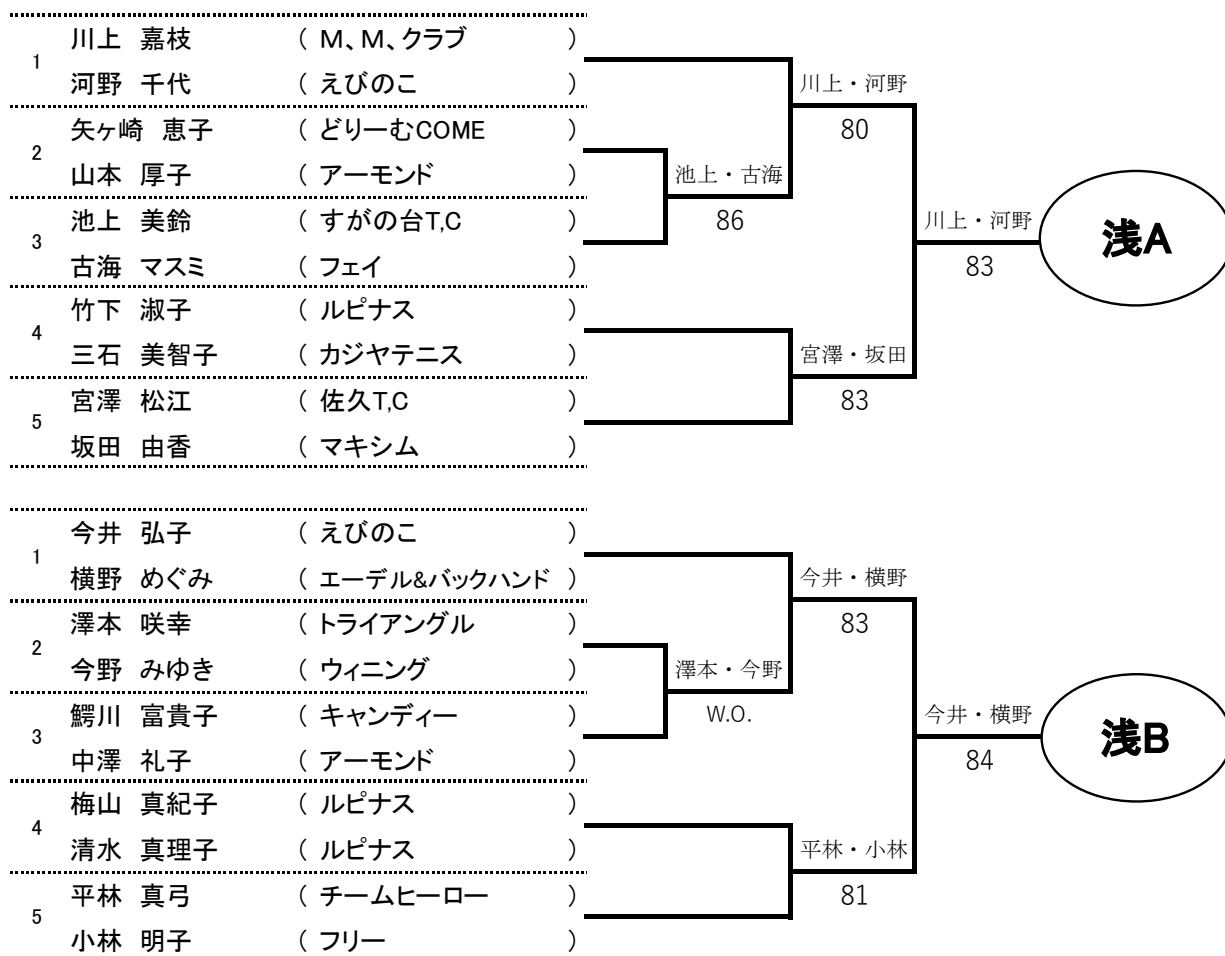 1
川上 嘉枝 ( M、M、クラブ )
河野 千代 ( えびのこ )
2
矢ヶ崎 恵子 ( どりーむCOME )
山本 厚子 ( アーモンド )
3
池上 美鈴 ( すがの台T,C )
古海 マスミ ( フェイ )
4
竹下 淑子 ( ルピナス )
三石 美智子 ( カジヤテニス )
5
宮澤 松江 ( 佐久T,C )
坂田 由香 ( マキシム )
池上・古海
86
川上・河野
80
宮澤・坂田
83
川上・河野
83
浅A
1
今井 弘子 ( えびのこ )
横野 めぐみ ( エーデル&バックハンド )
2
澤本 咲幸 ( トライアングル )
今野 みゆき ( ウィニング )
3
鰐川 富貴子 ( キャンディー )
中澤 礼子 ( アーモンド )
4
梅山 真紀子 ( ルピナス )
清水 真理子 ( ルピナス )
5
平林 真弓 ( チームヒーロー )
小林 明子 ( フリー )
澤本・今野
W.O.
今井・横野
83
平林・小林
81
今井・横野
84
浅B